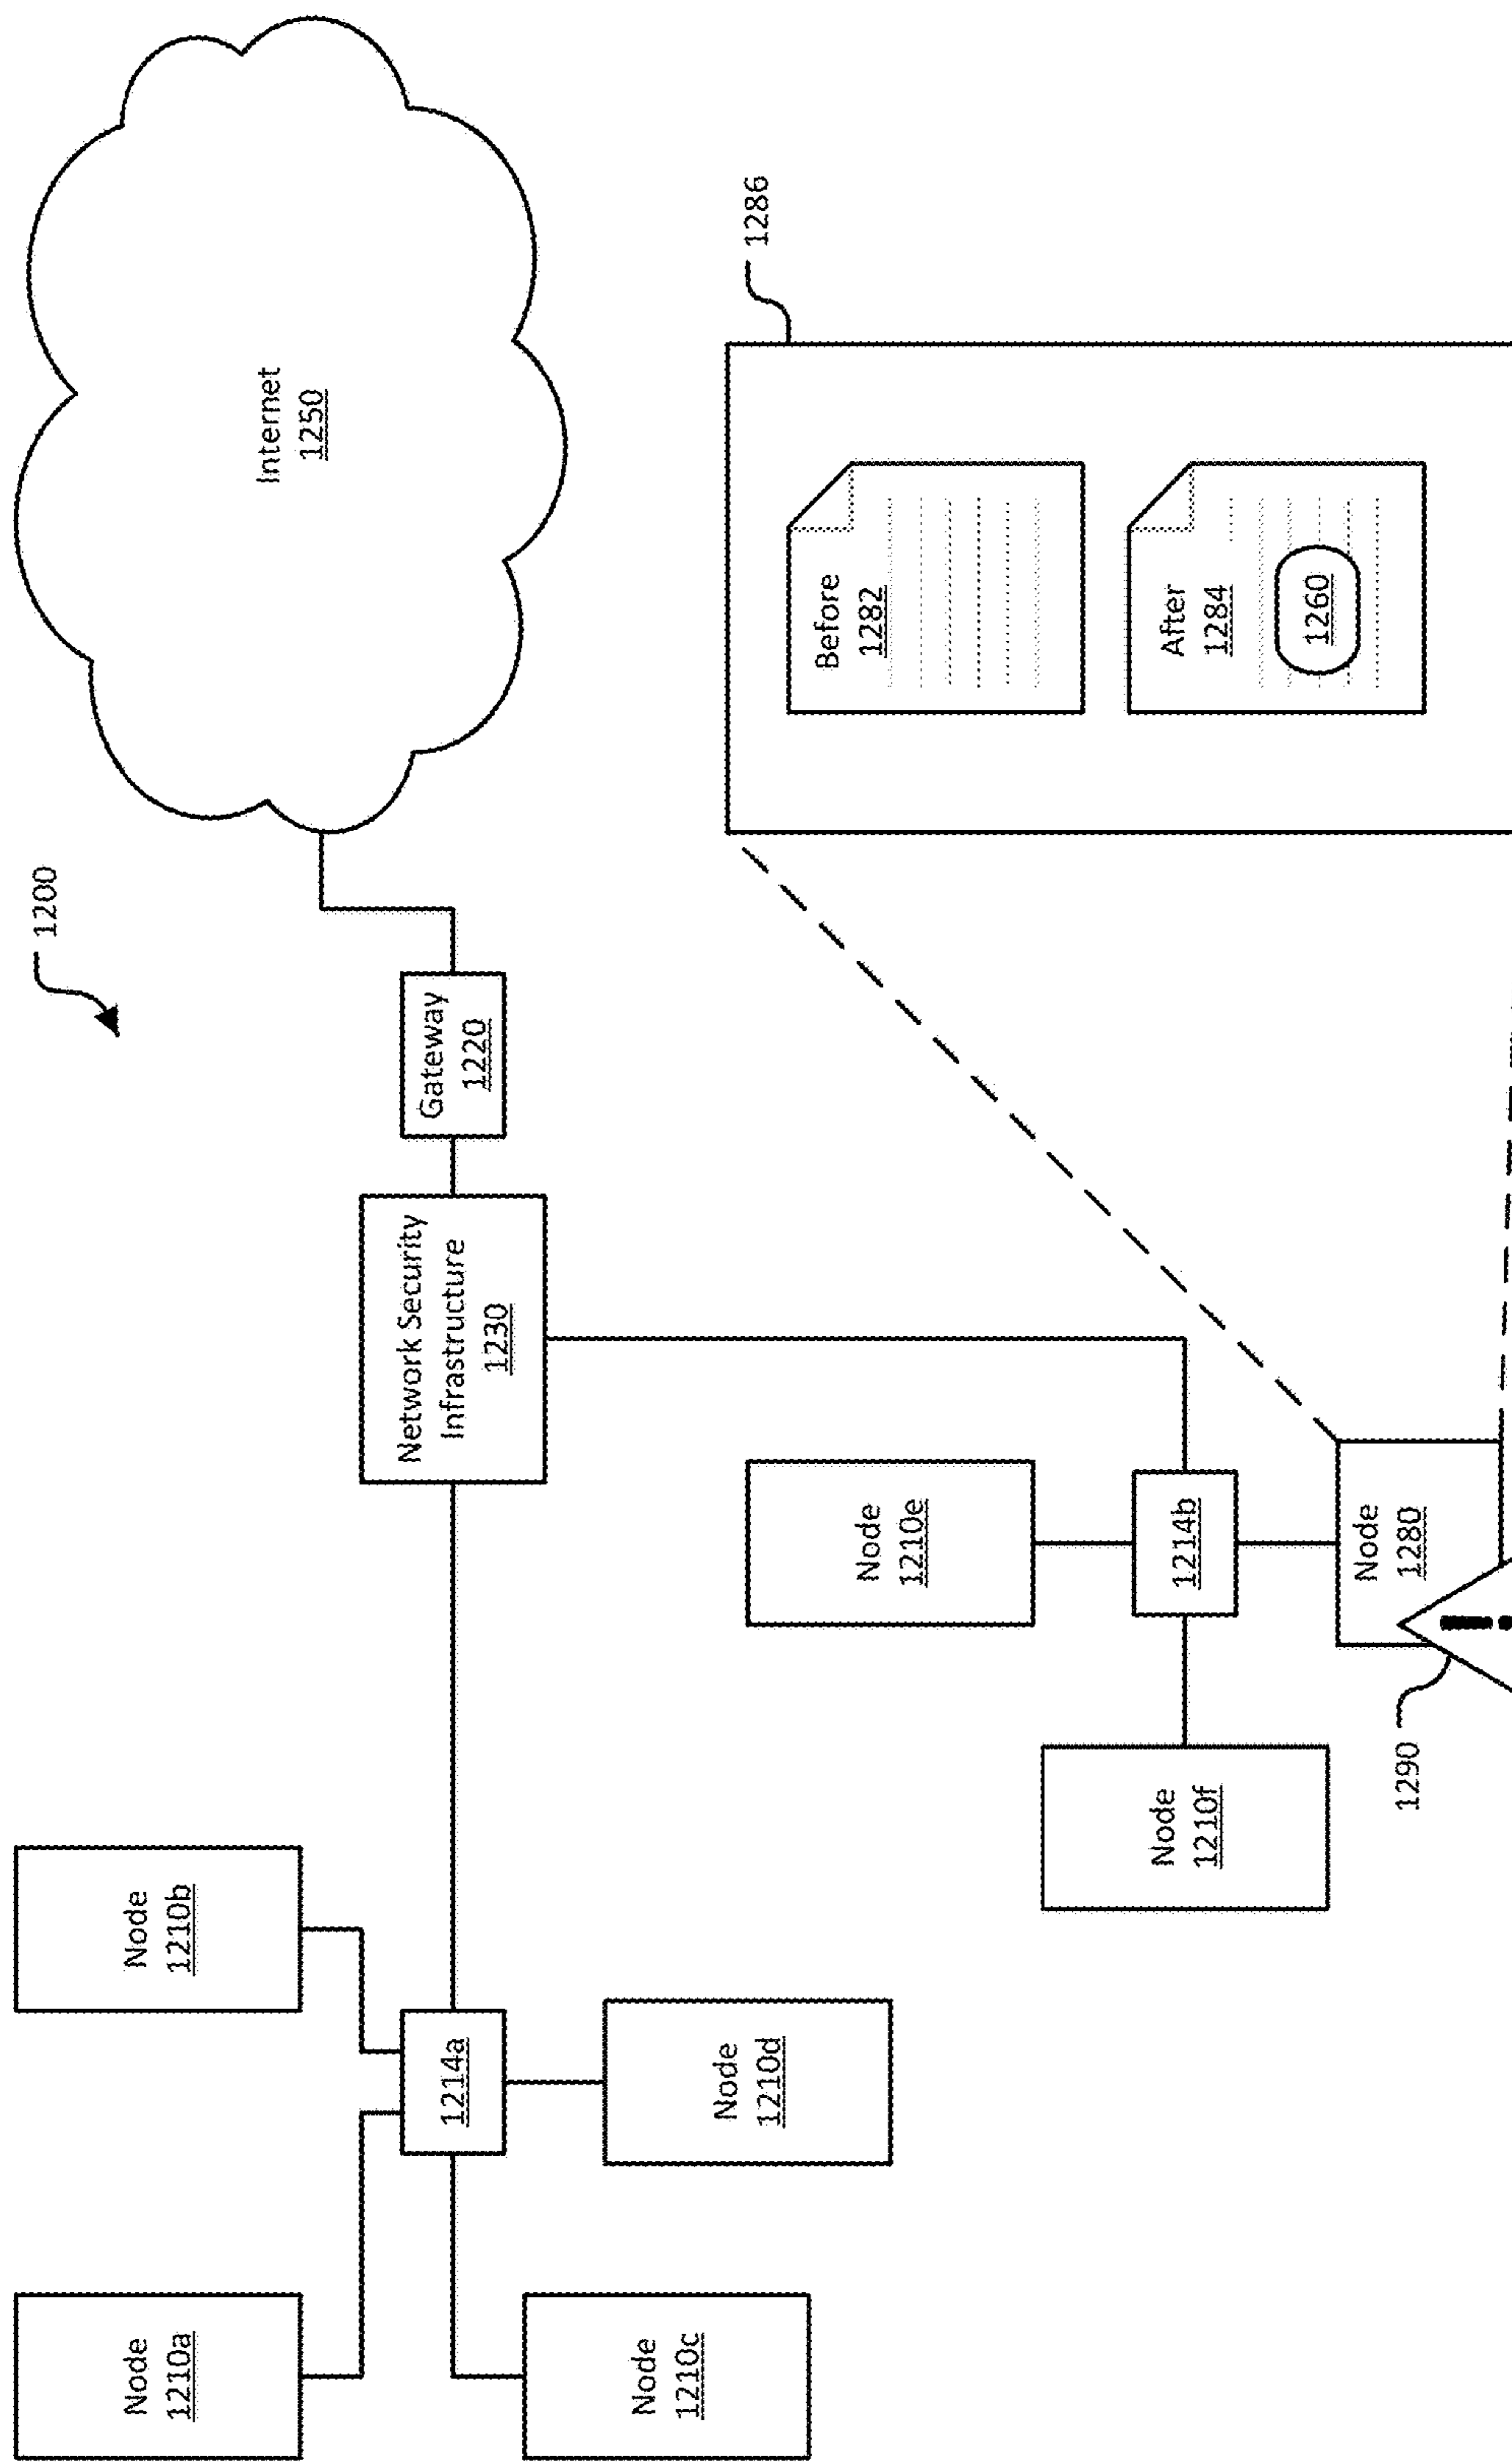 1200
Node
1210a
Node
1210b
Node
1210c
Node
1210d
1214a
Network Security
Infrastructure
1230
Gateway
1220
Internet
1250
Node
1210e
Node
1210f
1214b
Node
1280
!
1290
1286
Before
1282
After
1284
1260